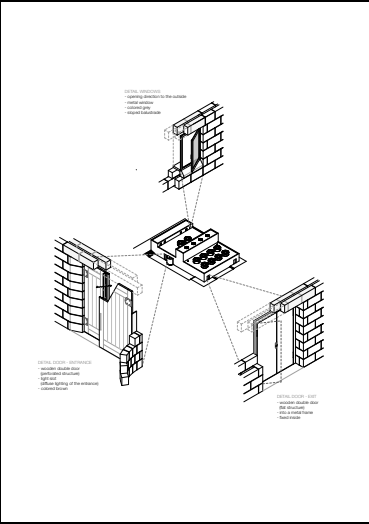 DETAIL WINDOWS
- opening direction to the outside
- metal window
- colored grey
- sloped balustrade
DETAIL DOOR - ENTRANCE
- wooden double door
(perforated structure)
- light slot
(diffuse lighting of the entrance)
- colored brown
DETAIL DOOR - EXIT
- wooden double door
(flat structure)
- into a metal frame
- fixed inside